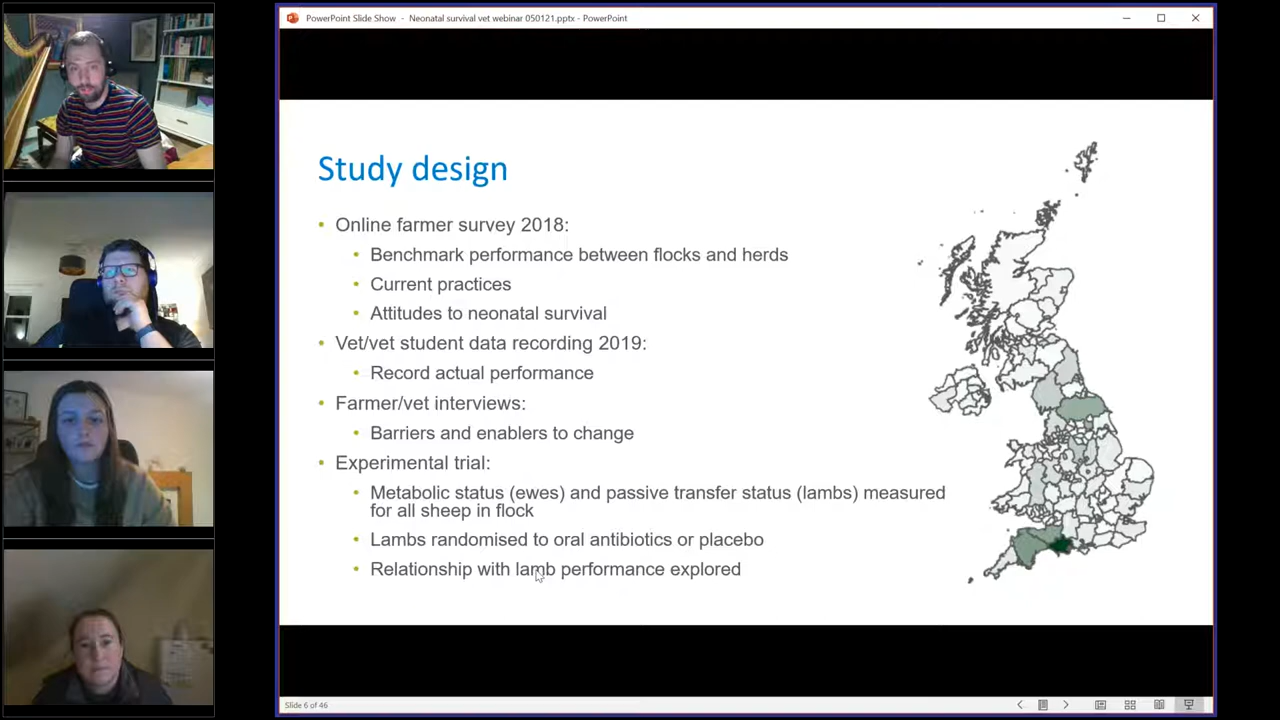 PowerPoint Slide Show - Neonatal survival vet webinar 050121.pptx - PowerPoint
Study design
• Online farmer survey 2018:
• Benchmark performance between flocks and herds
• Current practices
• Attitudes to neonatal survival
• Vet/vet student data recording 2019:
• Record actual performance
• Farmer/vet interviews:
• Barriers and enablers to change
• Experimental trial:
• Metabolic status (ewes) and passive transfer status (lambs) measured
for all sheep in flock
• Lambs randomised to oral antibiotics or placebo
• Relationship with lamb performance explored
Slide 6 of 46